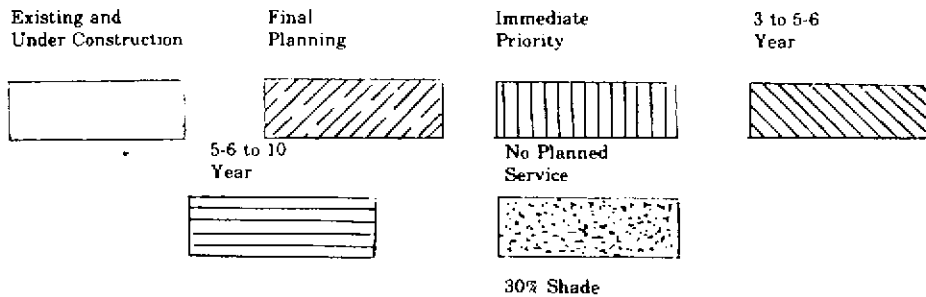 Existing and
Under Construction
Final
Planning
Immediate
Priority
3 to 5-6
Year
5-6 to 10
Year
No Planned
Service
30% Shade